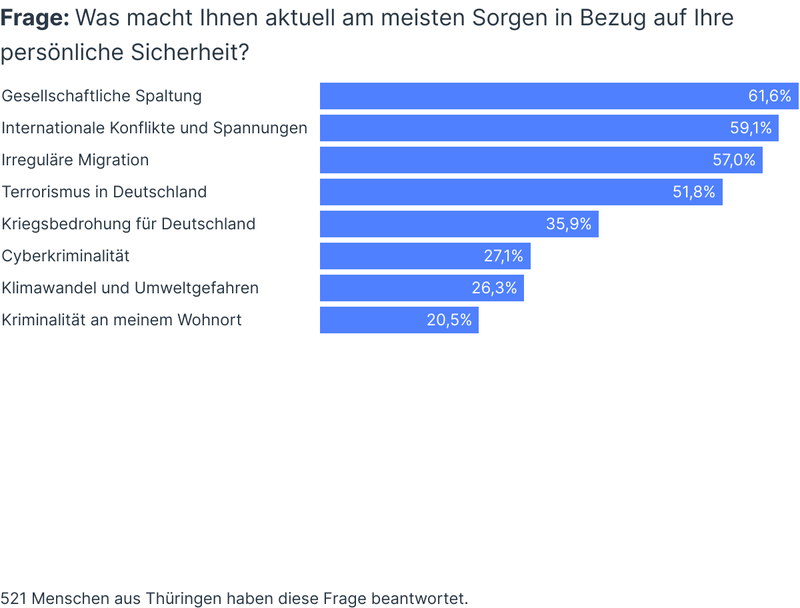 Frage: Was macht Ihnen aktuell am meisten Sorgen in Bezug auf Ihre
persönliche Sicherheit?
Gesellschaftliche Spaltung 61,6%
Internationale Konflikte und Spannungen 59,1%
Irreguläre Migration 57,0%
Terrorismus in Deutschland 51,8%
Kriegsbedrohung für Deutschland 35,9%
Cyberkriminalität 27,1%
Klimawandel und Umweltgefahren 26,3%
Kriminalität an meinem Wohnort 20,5%
521 Menschen aus Thüringen haben diese Frage beantwortet.